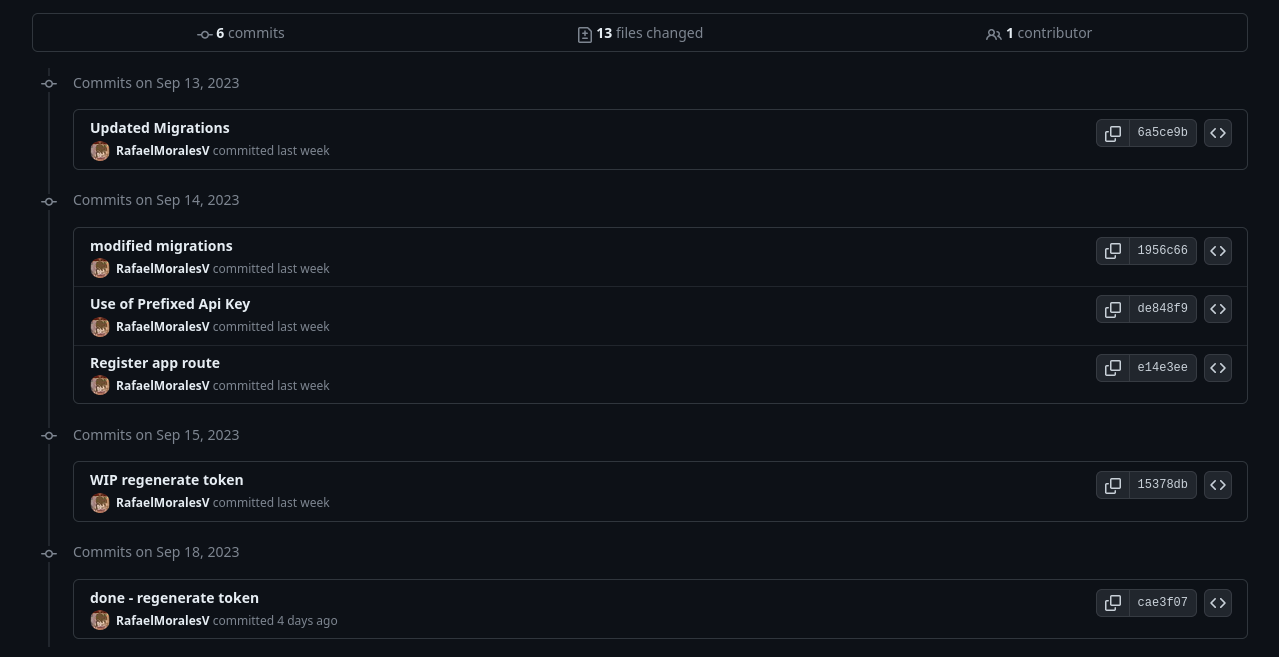 6 commits
13 files changed
1 contributor
Commits on Sep 13, 2023
Updated Migrations
6a5ce9b
RafaelMoralesV committed last week
Commits on Sep 14, 2023
modified migrations
1956c66
RafaelMoralesV committed last week
Use of Prefixed Api Key
de848f9
RafaelMoralesV committed last week
Register app route
e14e3ee
RafaelMoralesV committed last week
Commits on Sep 15, 2023
WIP regenerate token
15378db
RafaelMoralesV committed last week
Commits on Sep 18, 2023
done - regenerate token
cae3f07
RafaelMoralesV committed 4 days ago